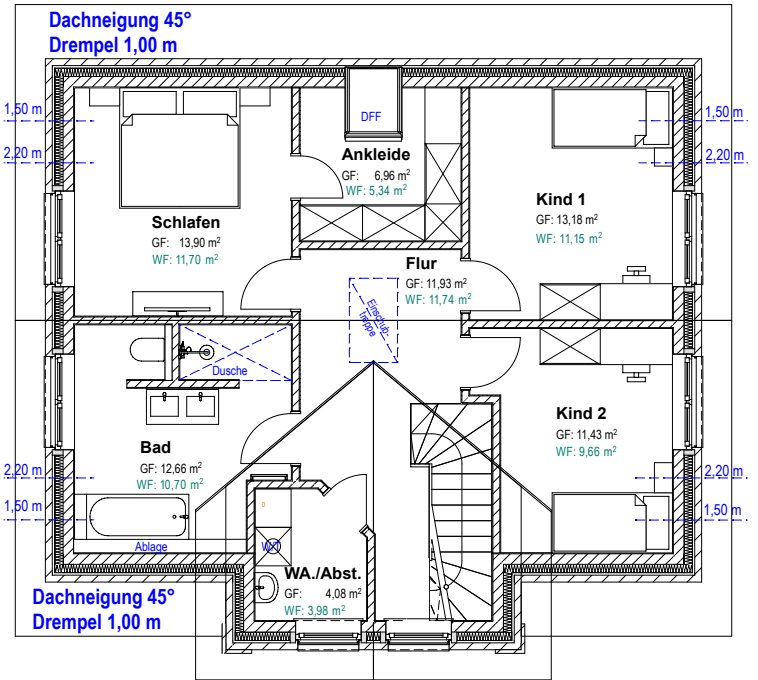 Dachneigung 45°
Drempel 1,00 m
1,50 m
1,50 m
DFF
2,20 m
2,20 m
Ankleide
GF: 6,96 m²
WF: 5,34 m²
Schlafen
GF: 13,90 m²
WF: 11,70 m²
Kind 1
GF: 13,18 m²
WF: 11,15 m²
Flur
GF: 11,93 m²
WF: 11,74 m²
Einschub-
treppe
Dusche
Kind 2
GF: 11,43 m²
WF: 9,66 m²
Bad
GF: 12,66 m²
WF: 10,70 m²
2,20 m
2,20 m
1,50 m
1,50 m
0
Ablage
WA./Abst.
GF: 4,08 m²
WF: 3,98 m²
Dachneigung 45°
Drempel 1,00 m